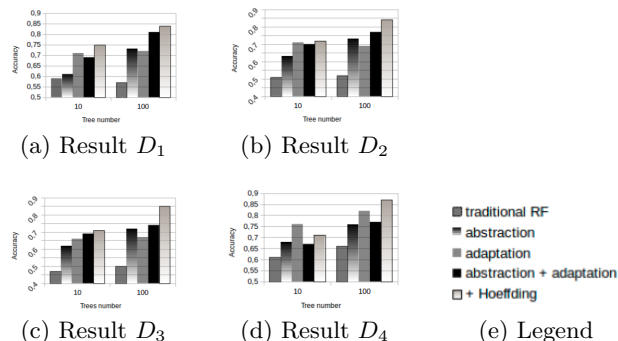 0,9
0,85
0,8
0,75
0,7
0,65
0,6
0,55
0,5
Accuracy
10 100
Tree number
(a) Result D1
0,9
0,8
0,7
0,6
0,5
0,4
Accuracy
10 100
Tree number
(b) Result D2
0,9
0,8
0,7
0,6
0,5
0,4
Accuracy
10 100
Trees number
(c) Result D3
0,9
0,85
0,8
0,75
0,7
0,65
0,6
0,55
0,5
Accuracy
10 100
Tree number
(d) Result D4
traditional RF
abstraction
adaptation
abstraction + adaptation
+ Hoeffding
(e) Legend